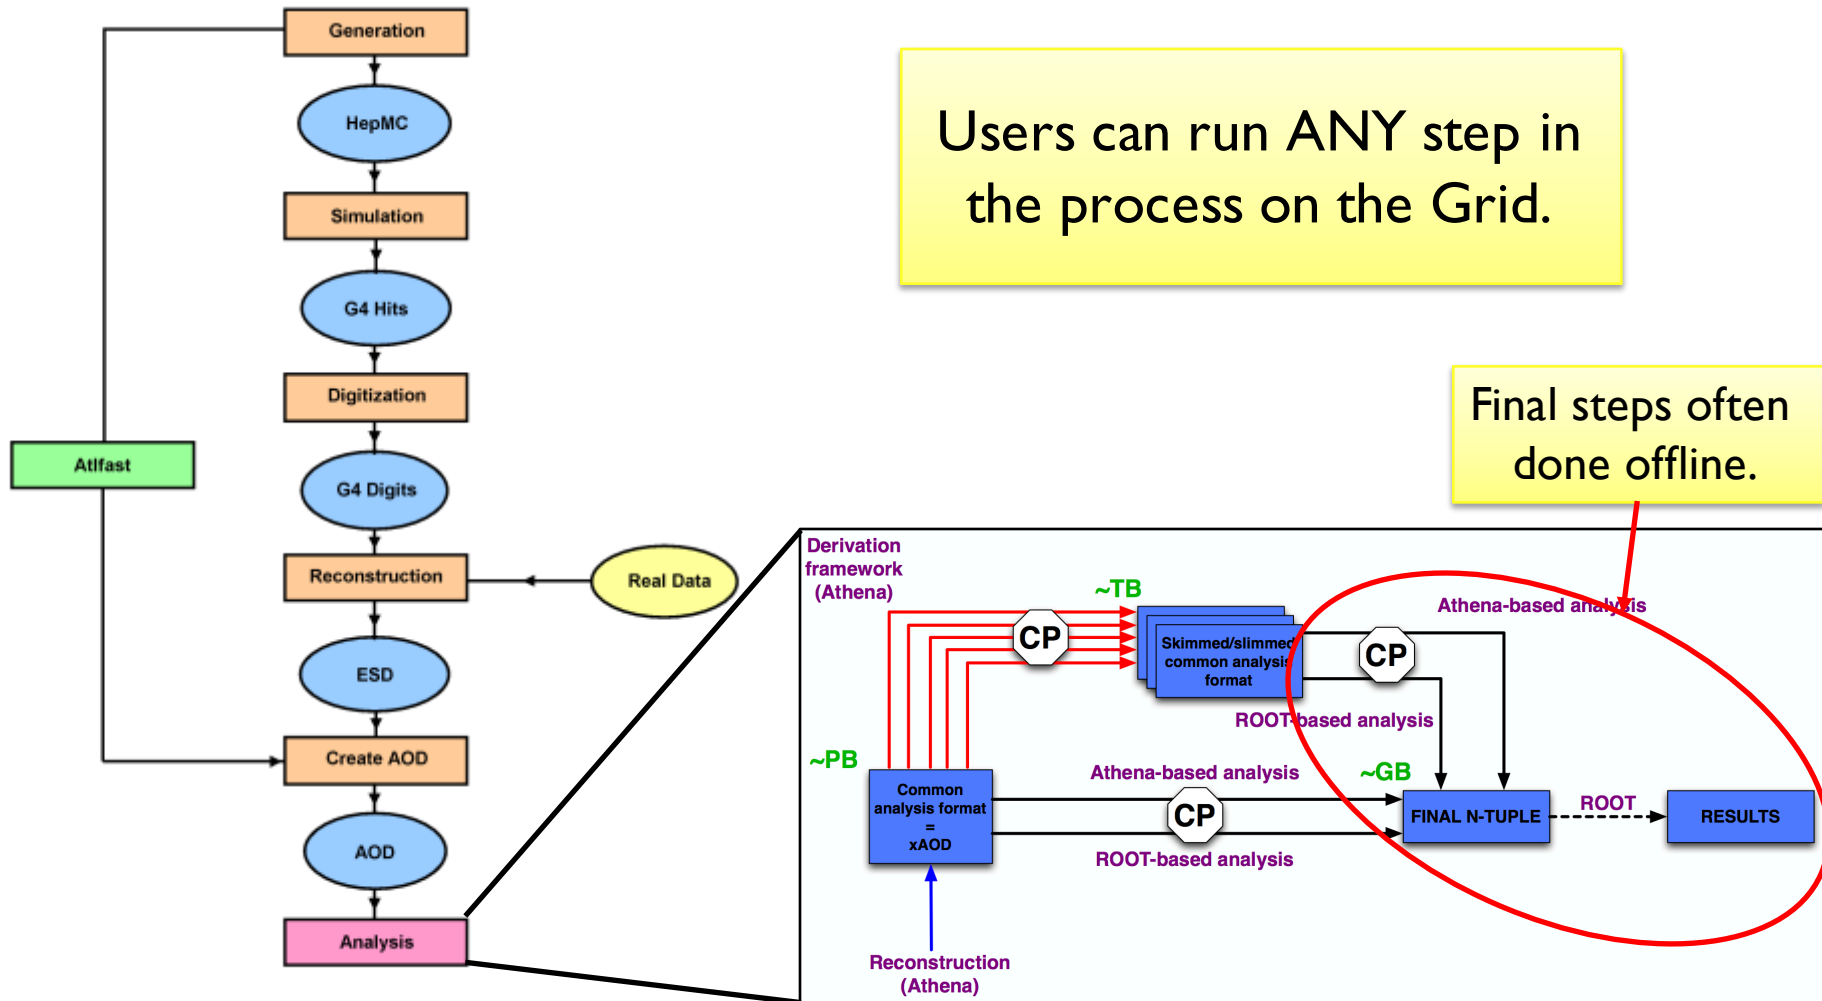 Generation
HepMC
Simulation
G4 Hits
Digitization
Atlfast
G4 Digits
Reconstruction
Real Data
ESD
Create AOD
AOD
Analysis
Users can run ANY step in
the process on the Grid.
Final steps often
done offline.
Derivation
framework
(Athena)
~TB
CP
Skimmed/slimmed
common analysis
format
Athena-based analysis
CP
ROOT-based analysis
~PB
Common
analysis format
=
xAOD
Athena-based analysis
CP
ROOT-based analysis
~GB
FINAL N-TUPLE
ROOT
RESULTS
Reconstruction
(Athena)